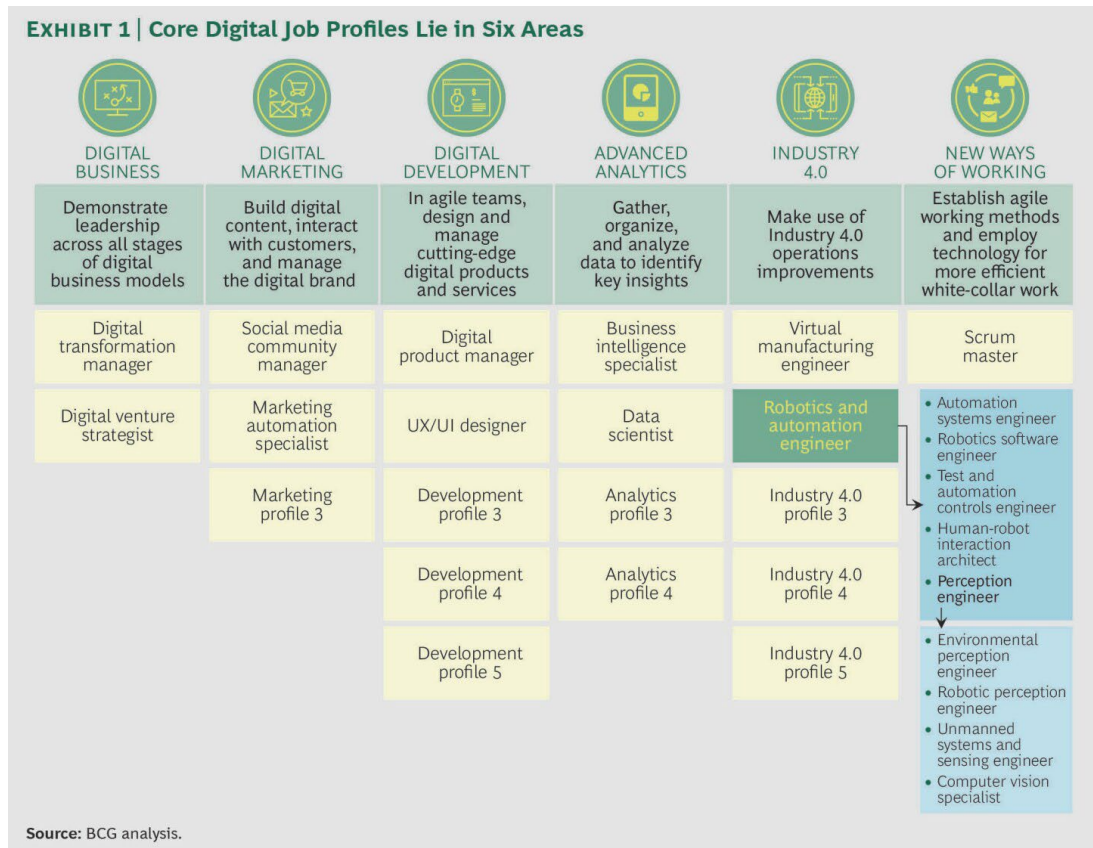 EXHIBIT 1 | Core Digital Job Profiles Lie in Six Areas
DIGITAL
BUSINESS
Demonstrate
leadership
across all stages
of digital
business models
Digital
transformation
manager
Digital venture
strategist
DIGITAL
MARKETING
Build digital
content, interact
with customers,
and manage
the digital brand
Social media
community
manager
Marketing
automation
specialist
Marketing
profile 3
DIGITAL
DEVELOPMENT
In agile teams,
design and
manage
cutting-edge
digital products
and services
Digital
product manager
UX/UI designer
Development
profile 3
Development
profile 4
Development
profile 5
ADVANCED
ANALYTICS
Gather,
organize,
and analyze
data to identify
key insights
Business
intelligence
specialist
Data
scientist
Analytics
profile 3
Analytics
profile 4
INDUSTRY
4.0
Make use of
Industry 4.0
operations
improvements
Virtual
manufacturing
engineer
Robotics and
automation
engineer
Industry 4.0
profile 3
Industry 4.0
profile 4
Industry 4.0
profile 5
NEW WAYS
OF WORKING
Establish agile
working methods
and employ
technology for
more efficient
white-collar work
Scrum
master
• Automation
systems engineer
• Robotics software
engineer
• Test and
automation
controls engineer
• Human-robot
interaction
architect
• Perception
engineer
• Environmental
perception
engineer
• Robotic perception
engineer
• Unmanned
systems and
sensing engineer
• Computer vision
specialist
Source: BCG analysis.